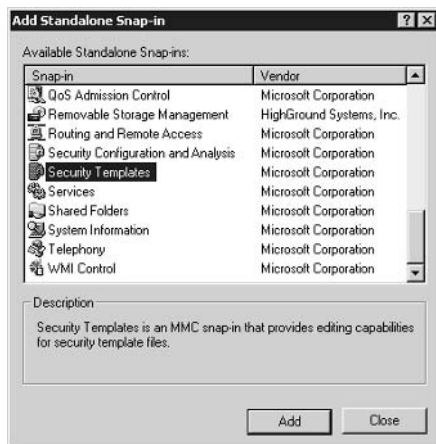 Add Standalone Snap-in
Available Standalone Snap-ins:
Snap-in Vendor
QoS Admission Control Microsoft Corporation
Removable Storage Management HighGround Systems, Inc.
Routing and Remote Access Microsoft Corporation
Security Configuration and Analysis Microsoft Corporation
Security Templates Microsoft Corporation
Services Microsoft Corporation
Shared Folders Microsoft Corporation
System Information Microsoft Corporation
Telephony Microsoft Corporation
WMI Control Microsoft Corporation
Description
Security Templates is an MMC snap-in that provides editing capabilities
for security template files.
Add Close